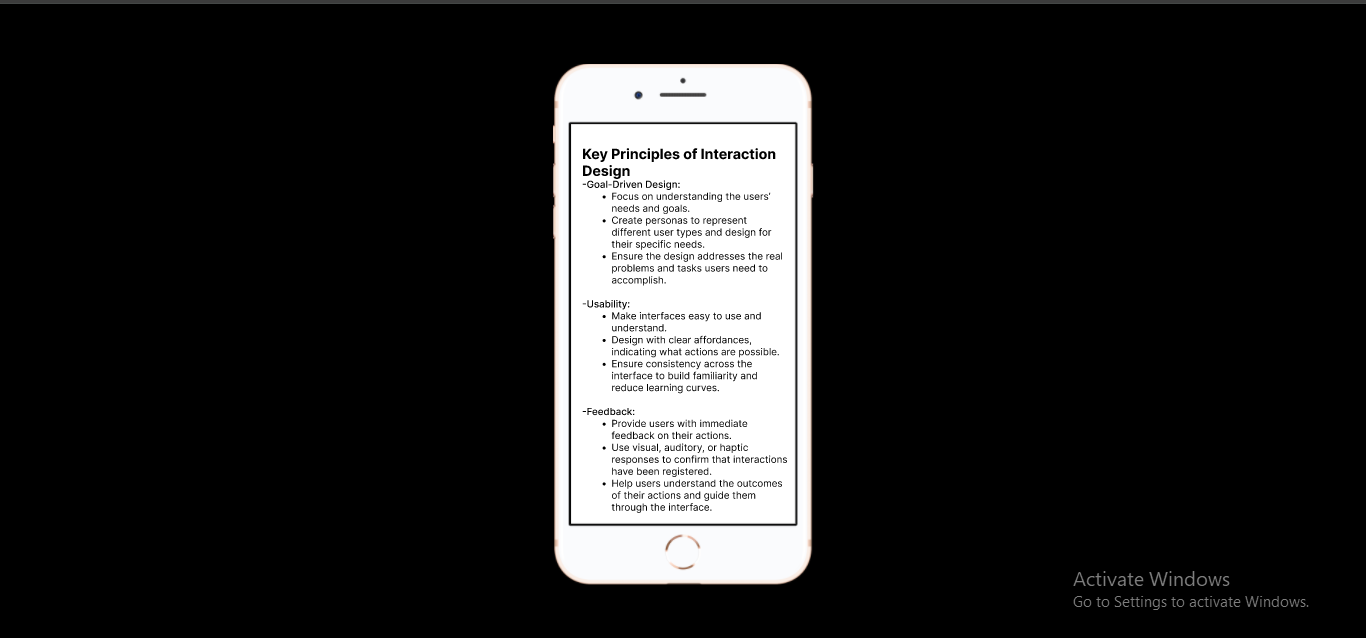 Key Principles of Interaction
Design
-Goal-Driven Design:
• Focus on understanding the users'
needs and goals.
• Create personas to represent
different user types and design for
their specific needs.
• Ensure the design addresses the real
problems and tasks users need to
accomplish.
-Usability:
• Make interfaces easy to use and
understand.
• Design with clear affordances,
indicating what actions are possible.
• Ensure consistency across the
interface to build familiarity and
reduce learning curves.
-Feedback:
• Provide users with immediate
feedback on their actions.
• Use visual, auditory, or haptic
responses to confirm that interactions
have been registered.
• Help users understand the outcomes
of their actions and guide them
through the interface.
Activate Windows
Go to Settings to activate Windows.